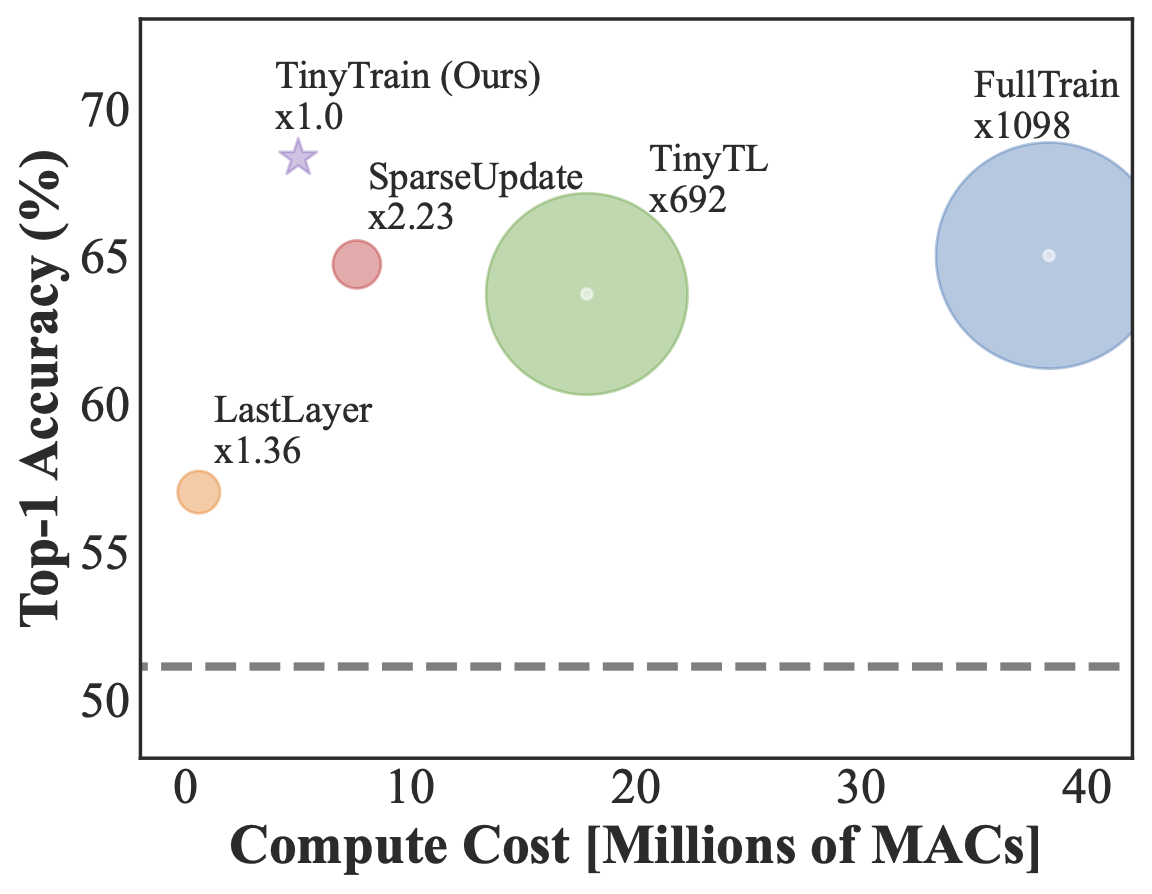 TinyTrain (Ours)
x1.0
FullTrain
x1098
SparseUpdate
x2.23
TinyTL
x692
LastLayer
x1.36
70
65
60
55
50
Top-1 Accuracy (%)
0 10 20 30 40
Compute Cost [Millions of MACs]